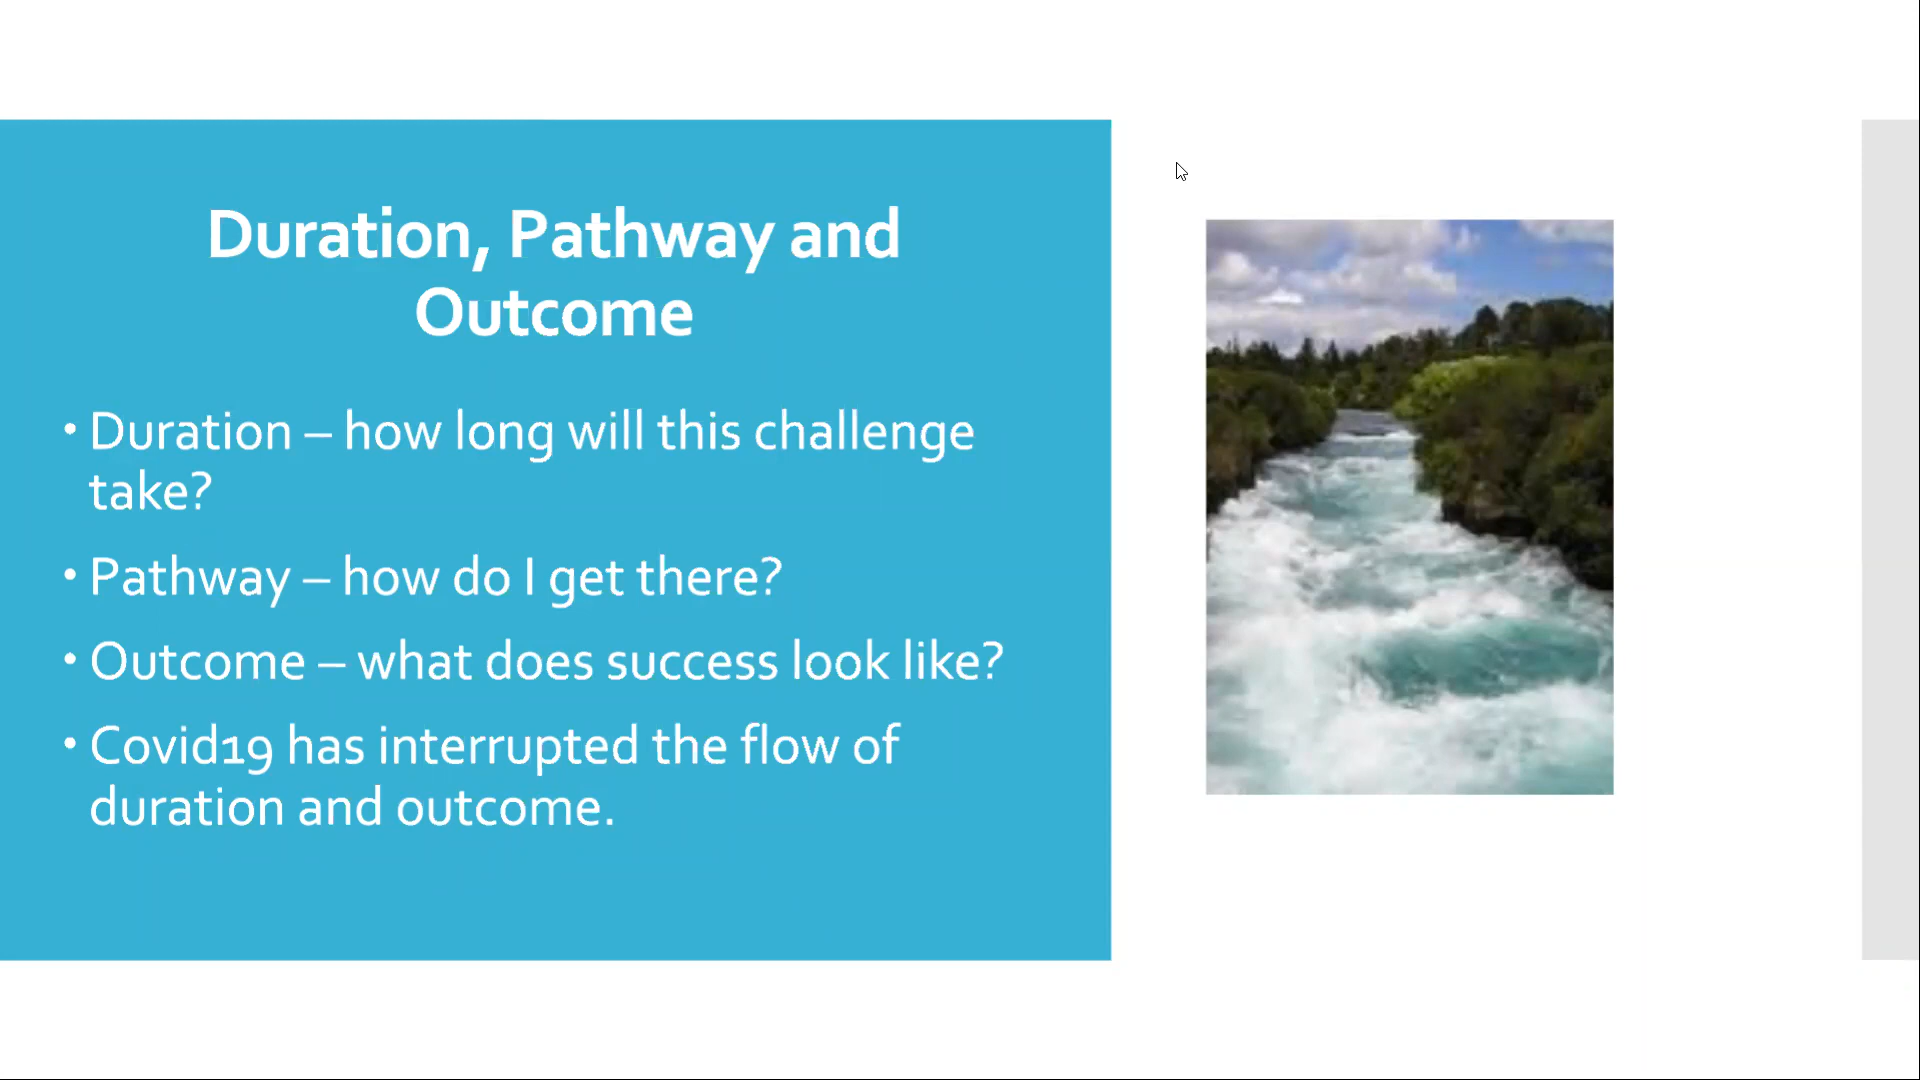 Duration, Pathway and
Outcome
• Duration – how long will this challenge
take?
• Pathway – how do I get there?
• Outcome – what does success look like?
• Covid19 has interrupted the flow of
duration and outcome.